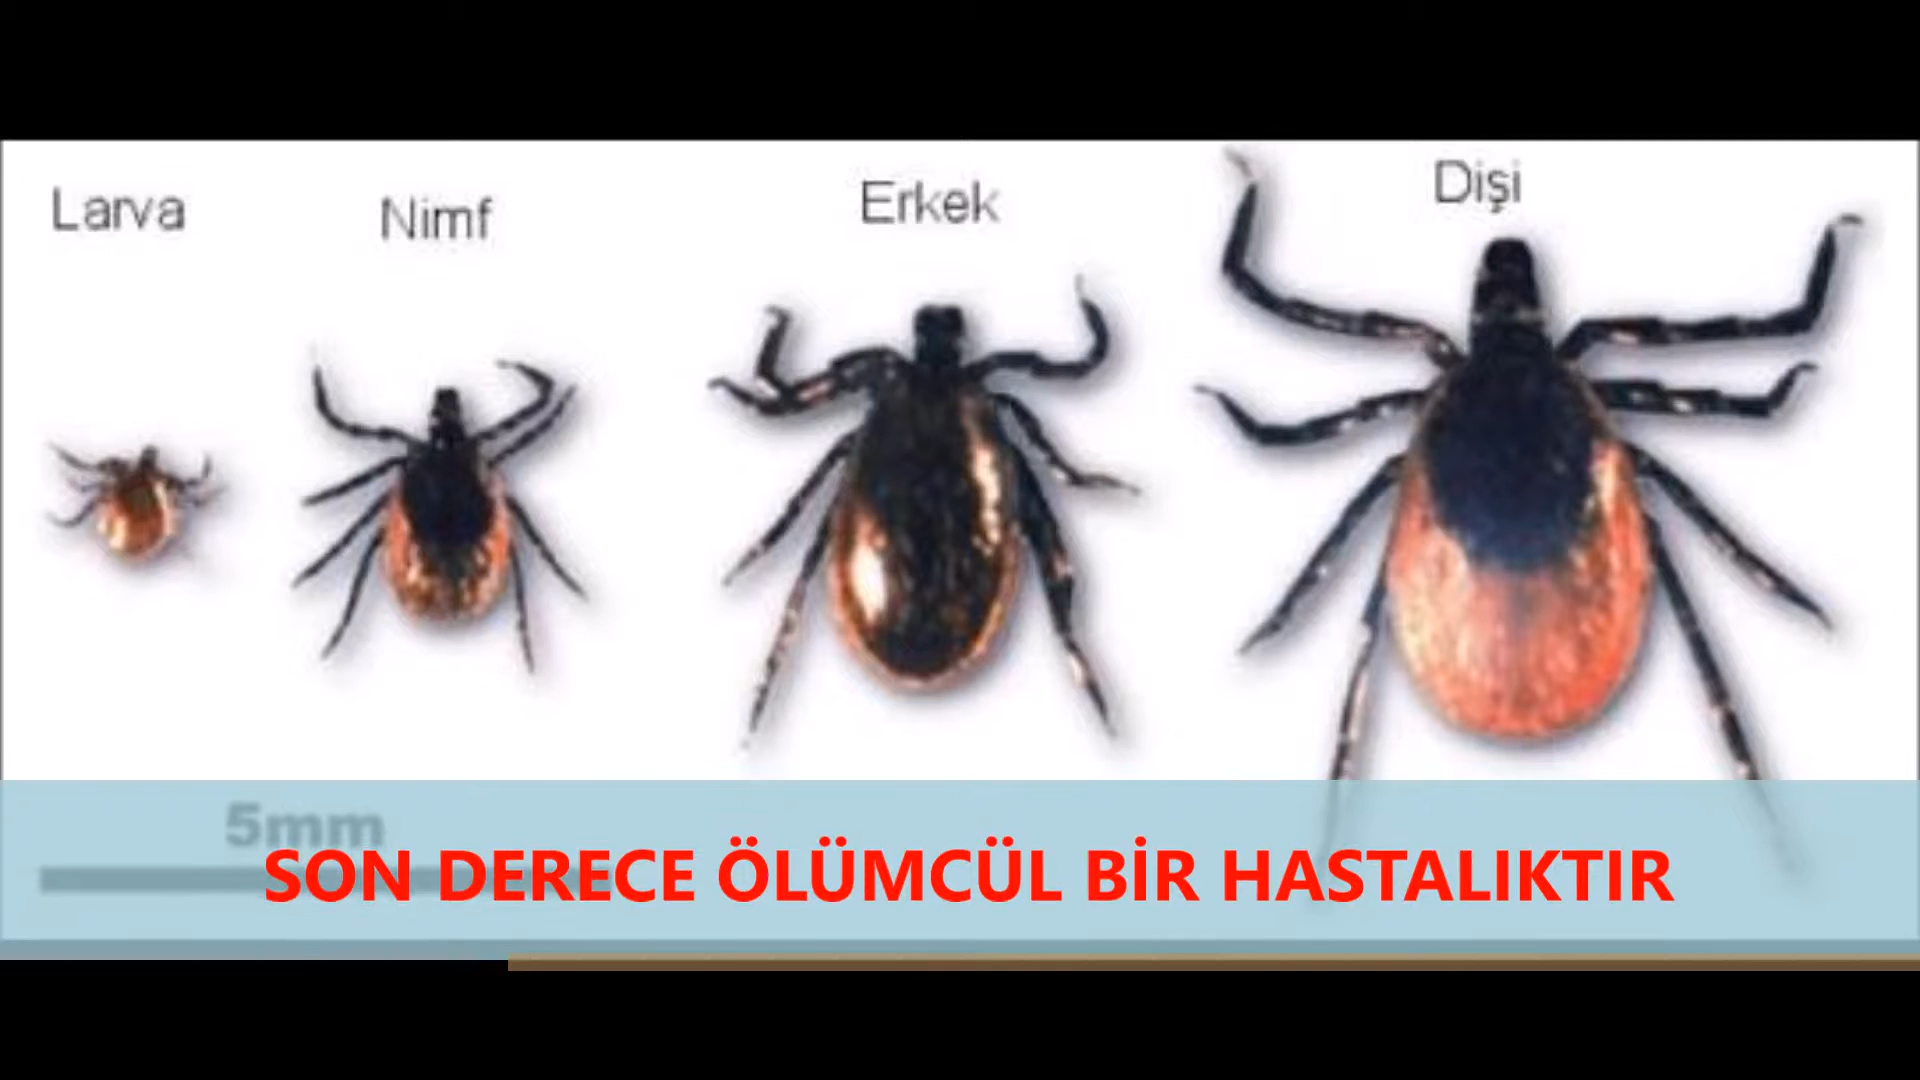 Larva
Nimf
Erkek
Dişi
5mm
SON DERECE ÖLÜMCÜL BİR HASTALIKTIR